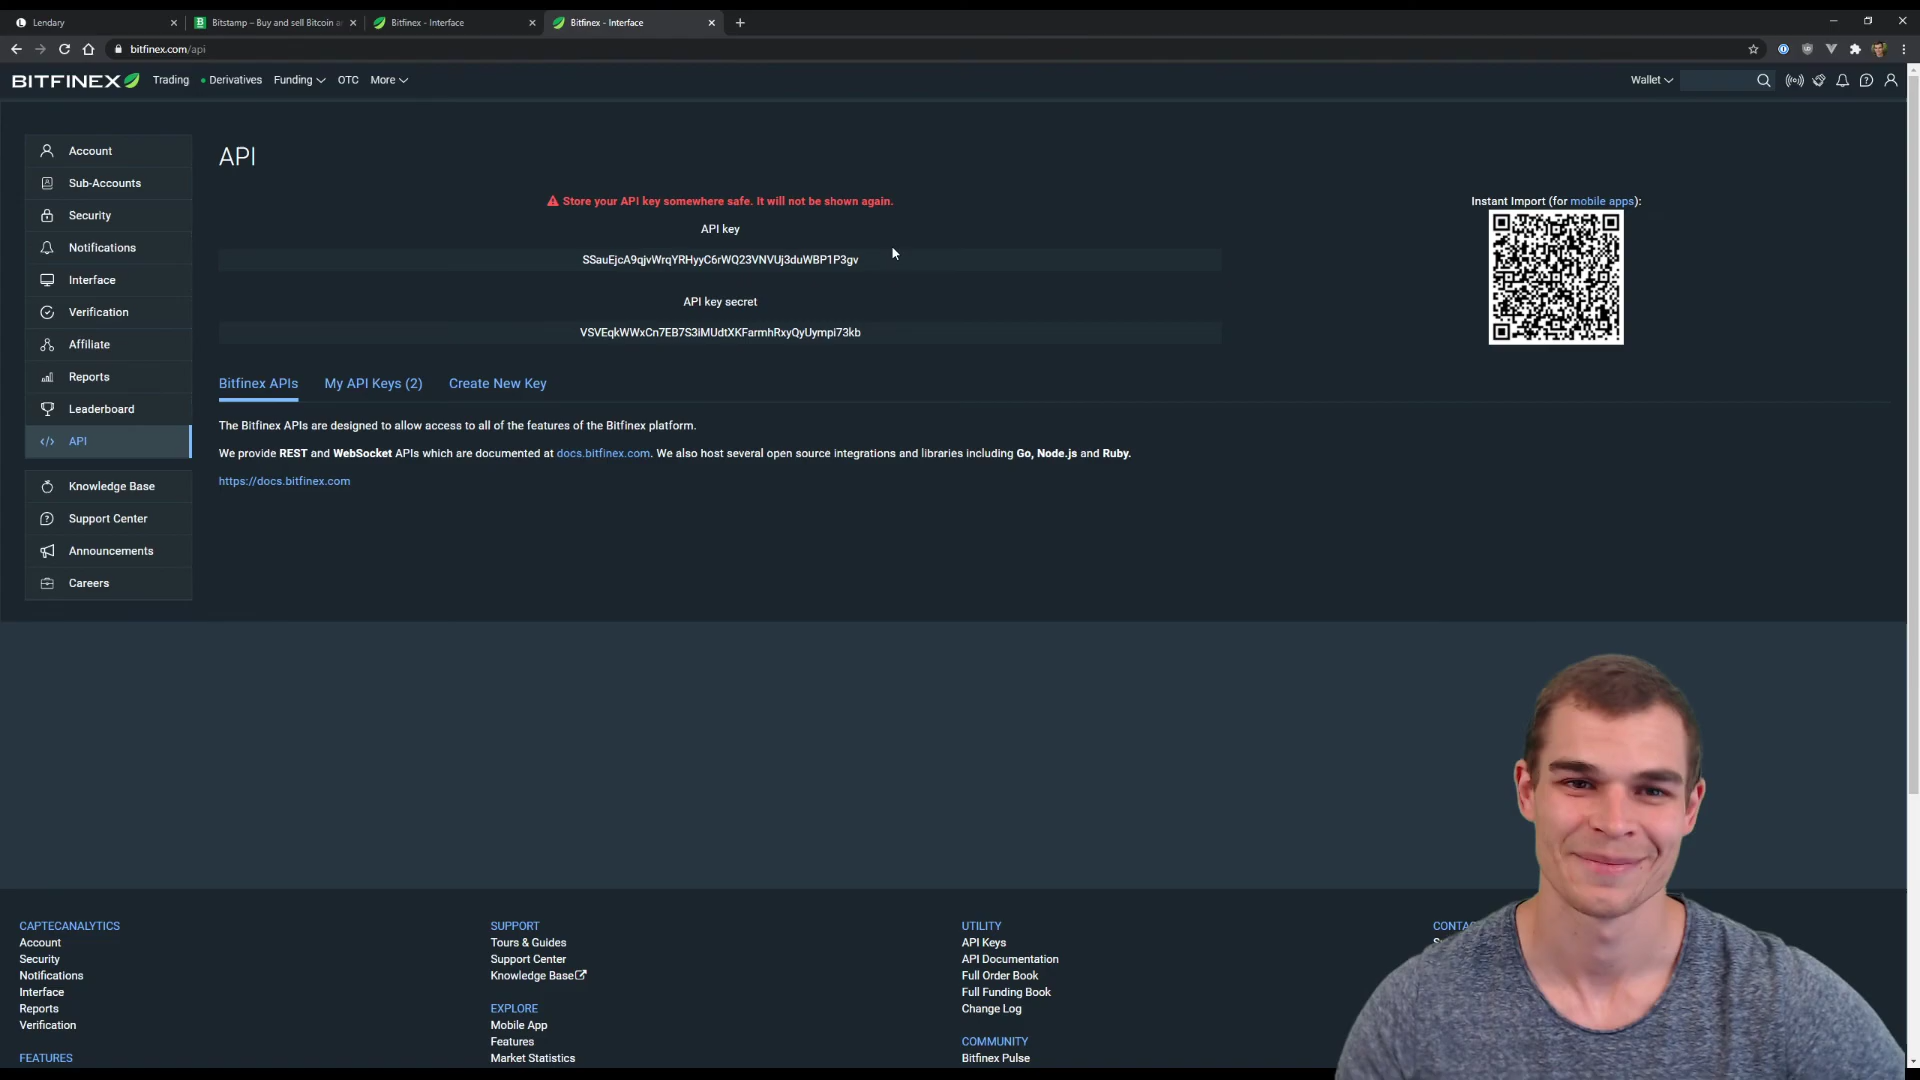 Lendary
Bitstamp – Buy and sell Bitcoin a
Bitfinex - Interface
Bitfinex - Interface
bitfinex.com/api
BITFINEX Trading Derivatives Funding OTC More
Wallet
Account
Sub-Accounts
Security
Notifications
Interface
Verification
Affiliate
Reports
Leaderboard
API
Knowledge Base
Support Center
Announcements
Careers
API
Store your API key somewhere safe. It will not be shown again.
API key
SSauEjcA9qjvWrqYRHyyC6rWQ23VNVUj3duWBP1P3gv
API key secret
VSVEqkWWxCn7EB7S3iMUdtXKFarmhRxyQyUympi73kb
Instant Import (for mobile apps):
Bitfinex APIs
My API Keys (2)
Create New Key
The Bitfinex APIs are designed to allow access to all of the features of the Bitfinex platform.
We provide REST and WebSocket APIs which are documented at docs.bitfinex.com. We also host several open source integrations and libraries including Go, Node.js and Ruby.
https://docs.bitfinex.com
CAPTECANALYTICS
Account
Security
Notifications
Interface
Reports
Verification
FEATURES
SUPPORT
Tours & Guides
Support Center
Knowledge Base
EXPLORE
Mobile App
Features
Market Statistics
UTILITY
API Keys
API Documentation
Full Order Book
Full Funding Book
Change Log
COMMUNITY
Bitfinex Pulse